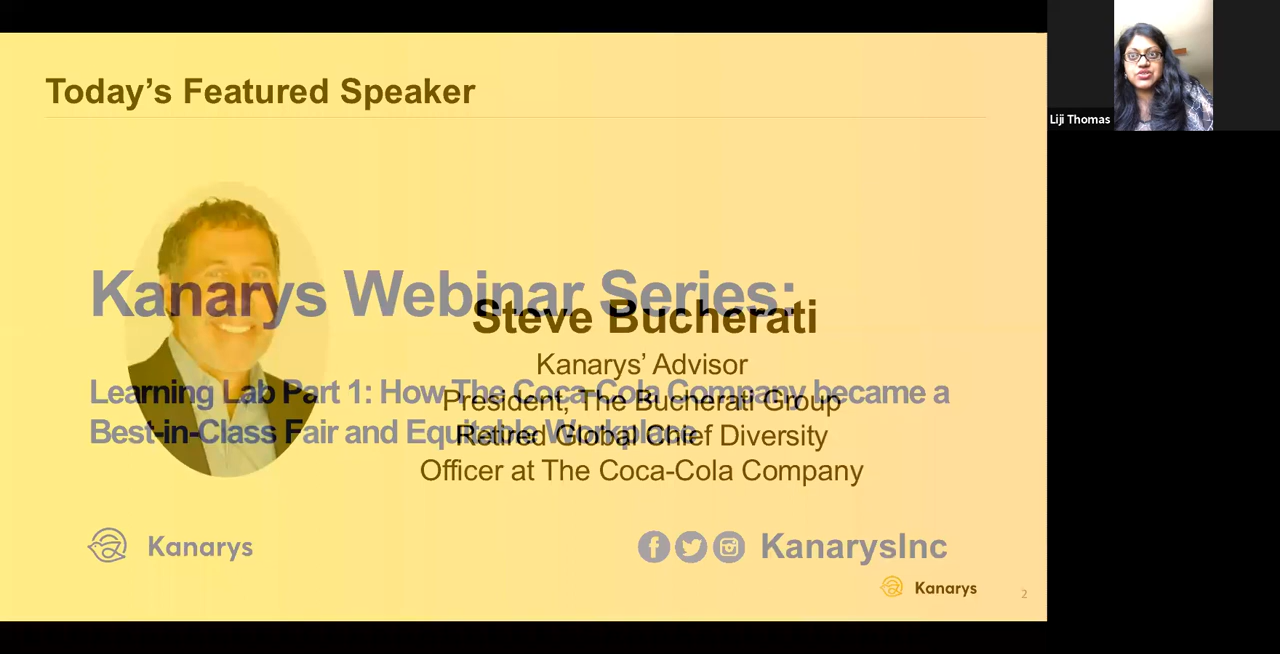 Today's Featured Speaker
Kanarys Webinar Series:
Steve Bucherati
Kanarys' Advisor
Learning Lab Part 1: How The Coca-Cola Company became a
President, The Bucherati Group
Best-in-Class Fair and Equitable Workplace
Retired Global Chief Diversity
Officer at The Coca-Cola Company
Kanarys
KanarysInc
Kanarys
2
Liji Thomas